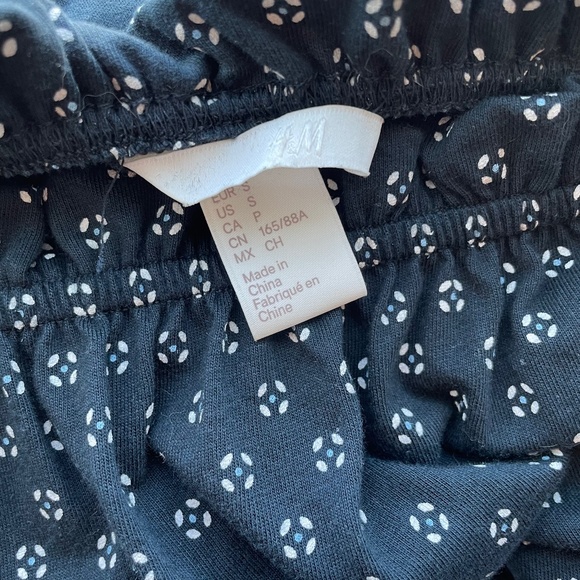 H&M
EUR S
US S
CA P
CN 165/88A
MX CH
Made in
China
Fabriqué en
Chine